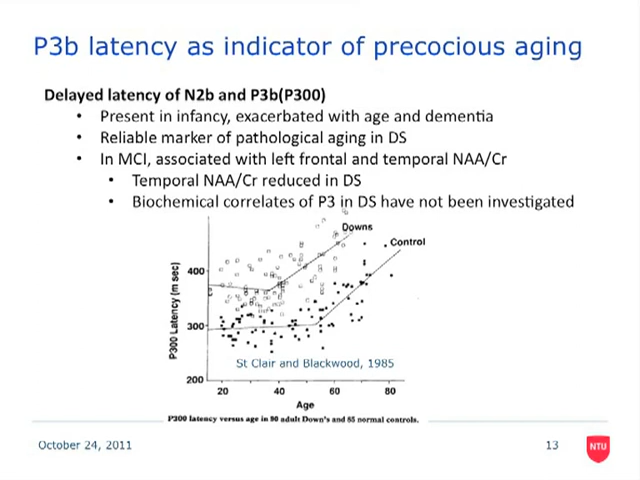 P3b latency as indicator of precocious aging
Delayed latency of N2b and P3b(P300)
• Present in infancy, exacerbated with age and dementia
• Reliable marker of pathological aging in DS
• In MCI, associated with left frontal and temporal NAA/Cr
• Temporal NAA/Cr reduced in DS
• Biochemical correlates of P3 in DS have not been investigated
Downs
Control
P300 Latency (m sec)
400
300
200
St Clair and Blackwood, 1985
20 40 60 80
Age
P300 latency versus age in 90 adult Down's and 85 normal controls.
October 24, 2011
13
NTU